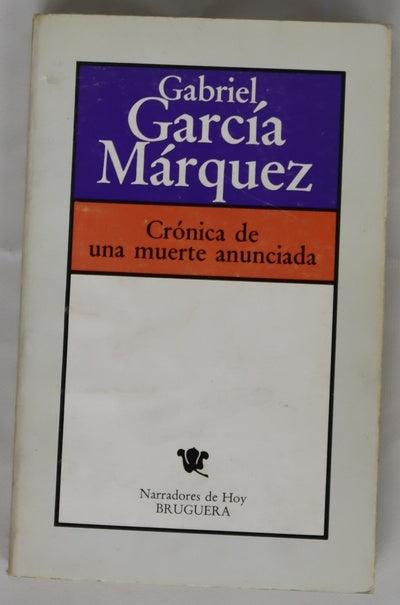 Gabriel
García
Márquez
Crónica de
una muerte anunciada
Narradores de Hoy
BRUGUERA